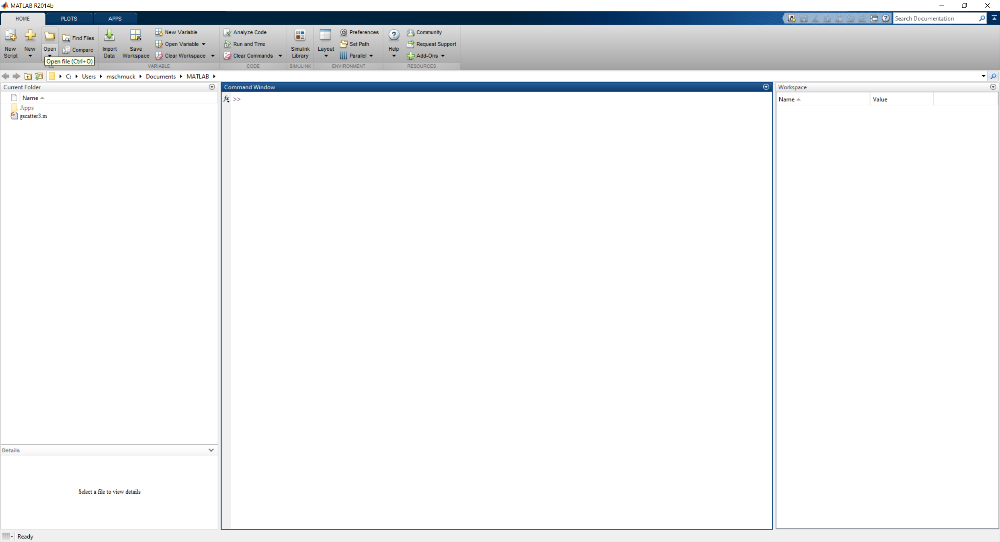 MATLAB R2014b
HOME PLOTS APPS
Search Documentation
New Script
New
Open
Find Files
Compare
Open file (Ctrl+O)
FILE
Import Data
Save Workspace
New Variable
Open Variable
Clear Workspace
VARIABLE
Analyze Code
Run and Time
Clear Commands
CODE
Simulink Library
SIMULINK
Layout
Preferences
Set Path
Parallel
ENVIRONMENT
Help
Community
Request Support
Add-Ons
RESOURCES
C: Users mschmuck Documents MATLAB
Current Folder
Name
Apps
gscatter3.m
Details
Select a file to view details
Command Window
fx >>
Workspace
Name Value
Ready